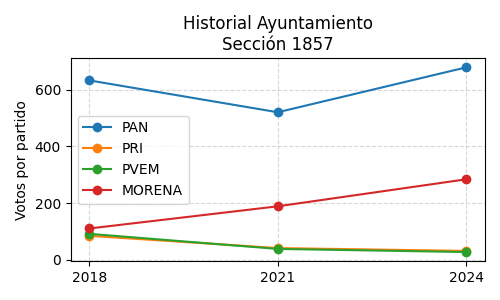 Historial Ayuntamiento
Sección 1857
Votos por partido
600
400
200
0
PAN
PRI
PVEM
MORENA
2018
2021
2024